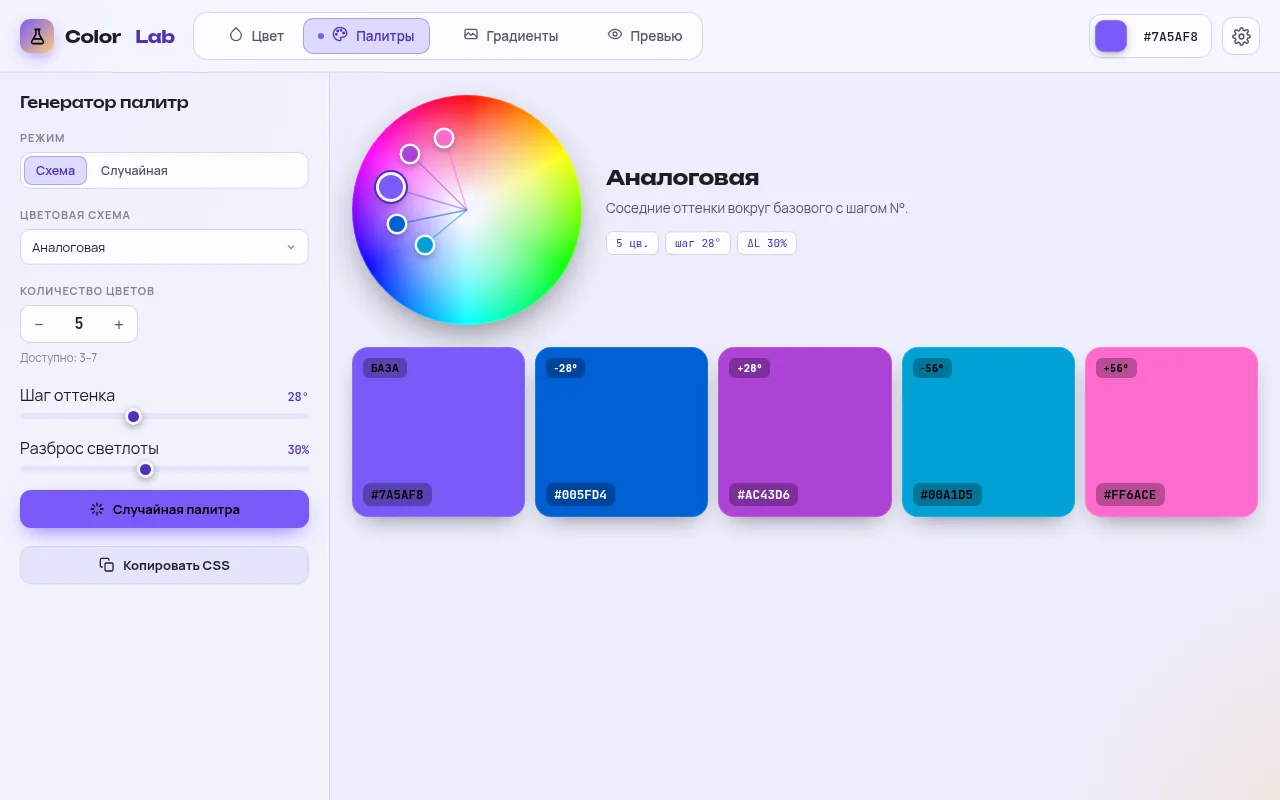 Color Lab
Цвет
Палитры
Градиенты
Превью
#7A5AF8
Генератор палитр
РЕЖИМ
Схема
Случайная
ЦВЕТОВАЯ СХЕМА
Аналоговая
КОЛИЧЕСТВО ЦВЕТОВ
− 5 +
Доступно: 3–7
Шаг оттенка 28°
Разброс светлоты 30%
Случайная палитра
Копировать CSS
Аналоговая
Соседние оттенки вокруг базового с шагом N°.
5 цв.
шаг 28°
ΔL 30%
БАЗА
#7A5AF8
-28°
#005FD4
+28°
#AC43D6
-56°
#00A1D5
+56°
#FF6ACE